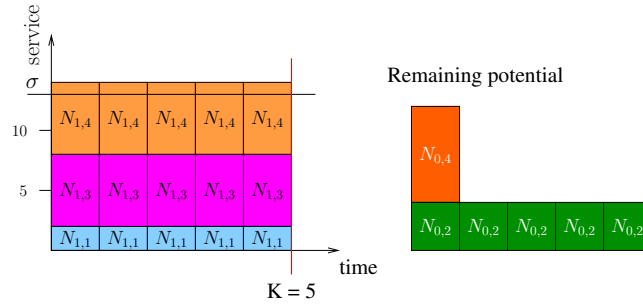 service
σ
10
5
N1,4 N1,4 N1,4 N1,4 N1,4
N1,3 N1,3 N1,3 N1,3 N1,3
N1,1 N1,1 N1,1 N1,1 N1,1
time
K = 5
Remaining potential
N0,4
N0,2 N0,2 N0,2 N0,2 N0,2